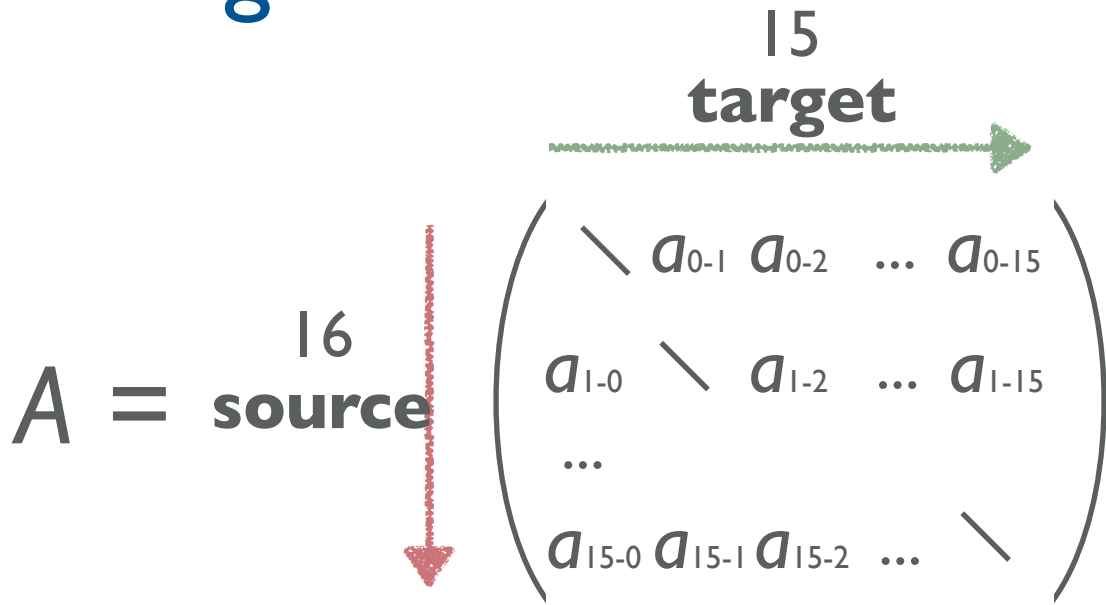 g
15
target
\ a0-1 a0-2 ... a0-15
16
a1-0 \ a1-2 ... a1-15
A = source
...
a15-0 a15-1 a15-2 ... \